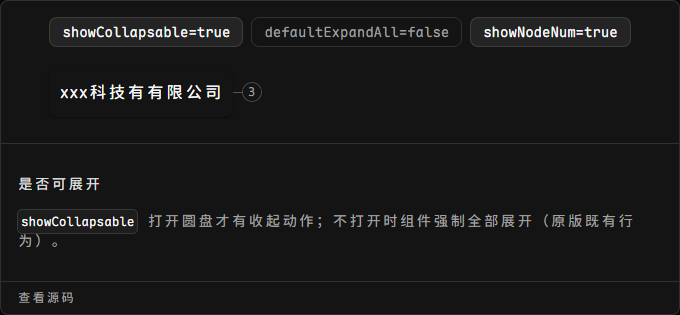 showCollapsable=true defaultExpandAll=false showNodeNum=true
xxx科技有有限公司 3
是否可展开
showCollapsable 打开圆盘才有收起动作；不打开时组件强制全部展开（原版既有行
为）。
查看源码